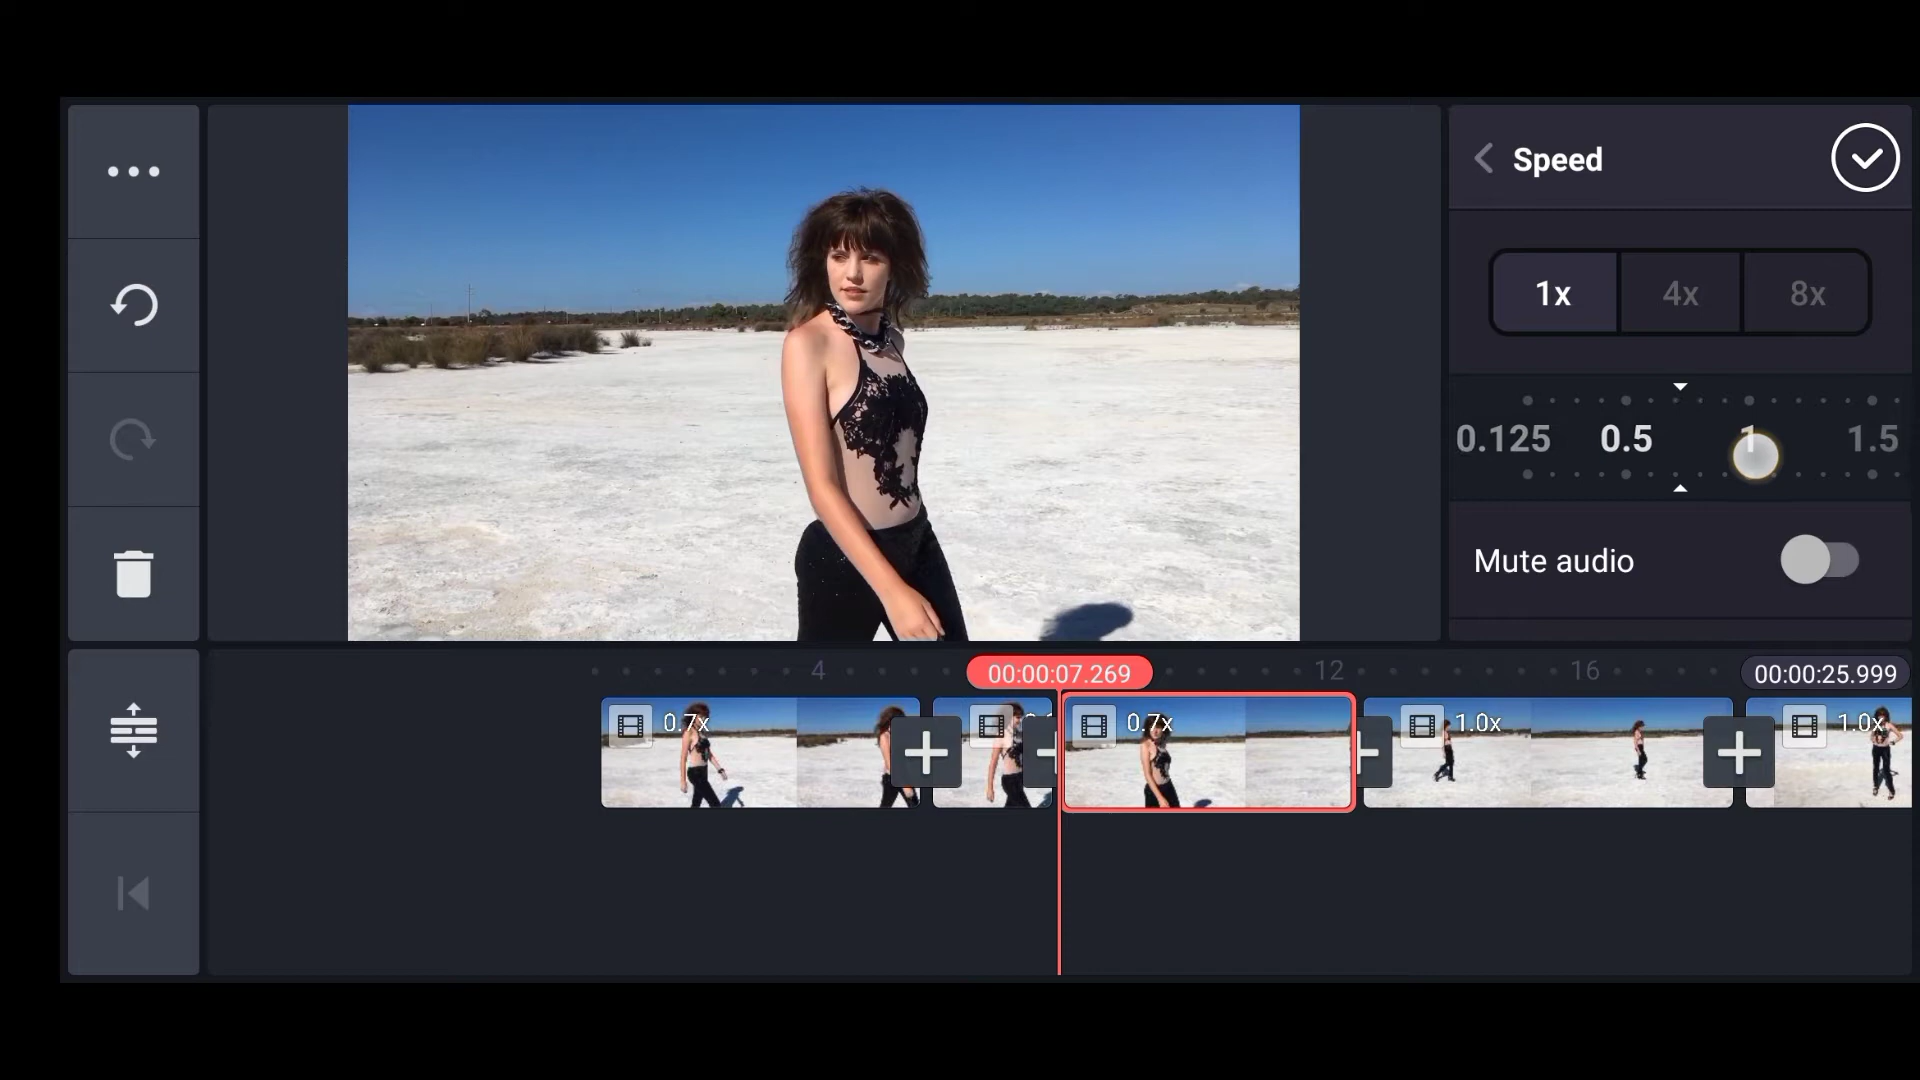 Speed
1x 4x 8x
0.125 0.5 1 1.5
Mute audio
4 00:00:07.269 12 16 00:00:25.999
0.7x 0.7x 1.0x 1.0x